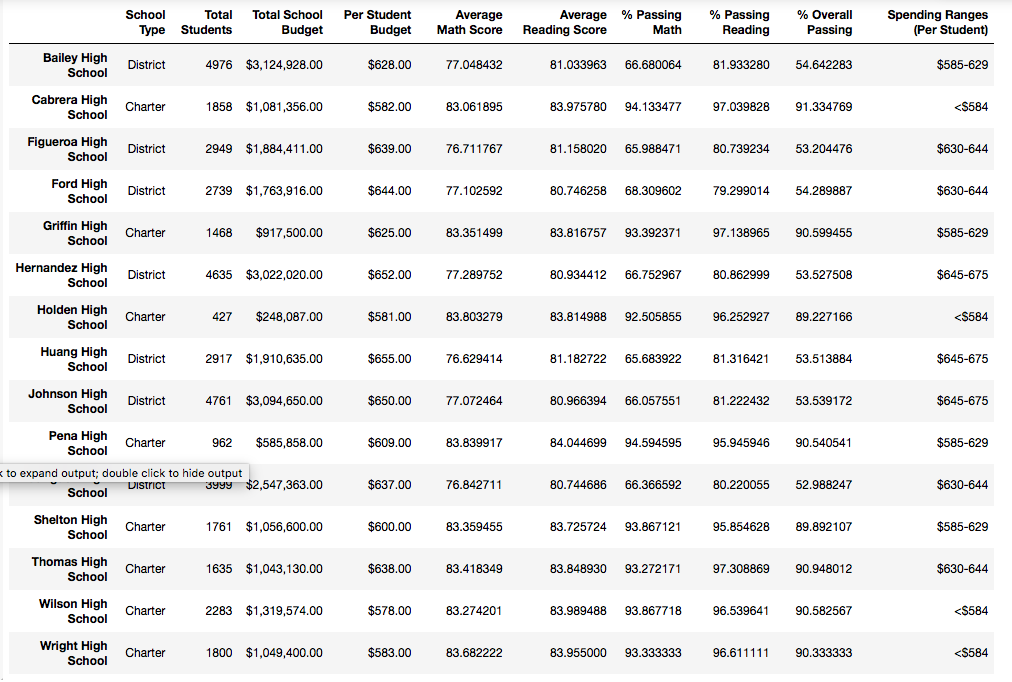 School Type Total Students Total School Budget Per Student Budget Average Math Score Average Reading Score % Passing Math % Passing Reading % Overall Passing Spending Ranges (Per Student)
Bailey High School District 4976 $3,124,928.00 $628.00 77.048432 81.033963 66.680064 81.933280 54.642283 $585-629
Cabrera High School Charter 1858 $1,081,356.00 $582.00 83.061895 83.975780 94.133477 97.039828 91.334769 <$584
Figueroa High School District 2949 $1,884,411.00 $639.00 76.711767 81.158020 65.988471 80.739234 53.204476 $630-644
Ford High School District 2739 $1,763,916.00 $644.00 77.102592 80.746258 68.309602 79.299014 54.289887 $630-644
Griffin High School Charter 1468 $917,500.00 $625.00 83.351499 83.816757 93.392371 97.138965 90.599455 $585-629
Hernandez High School District 4635 $3,022,020.00 $652.00 77.289752 80.934412 66.752967 80.862999 53.527508 $645-675
Holden High School Charter 427 $248,087.00 $581.00 83.803279 83.814988 92.505855 96.252927 89.227166 <$584
Huang High School District 2917 $1,910,635.00 $655.00 76.629414 81.182722 65.683922 81.316421 53.513884 $645-675
Johnson High School District 4761 $3,094,650.00 $650.00 77.072464 80.966394 66.057551 81.222432 53.539172 $645-675
Pena High School Charter 962 $585,858.00 $609.00 83.839917 84.044699 94.594595 95.945946 90.540541 $585-629
to expand output; double click to hide output
School District 3999 $2,547,363.00 $637.00 76.842711 80.744686 66.366592 80.220055 52.988247 $630-644
Shelton High School Charter 1761 $1,056,600.00 $600.00 83.359455 83.725724 93.867121 95.854628 89.892107 $585-629
Thomas High School Charter 1635 $1,043,130.00 $638.00 83.418349 83.848930 93.272171 97.308869 90.948012 $630-644
Wilson High School Charter 2283 $1,319,574.00 $578.00 83.274201 83.989488 93.867718 96.539641 90.582567 <$584
Wright High School Charter 1800 $1,049,400.00 $583.00 83.682222 83.955000 93.333333 96.611111 90.333333 <$584